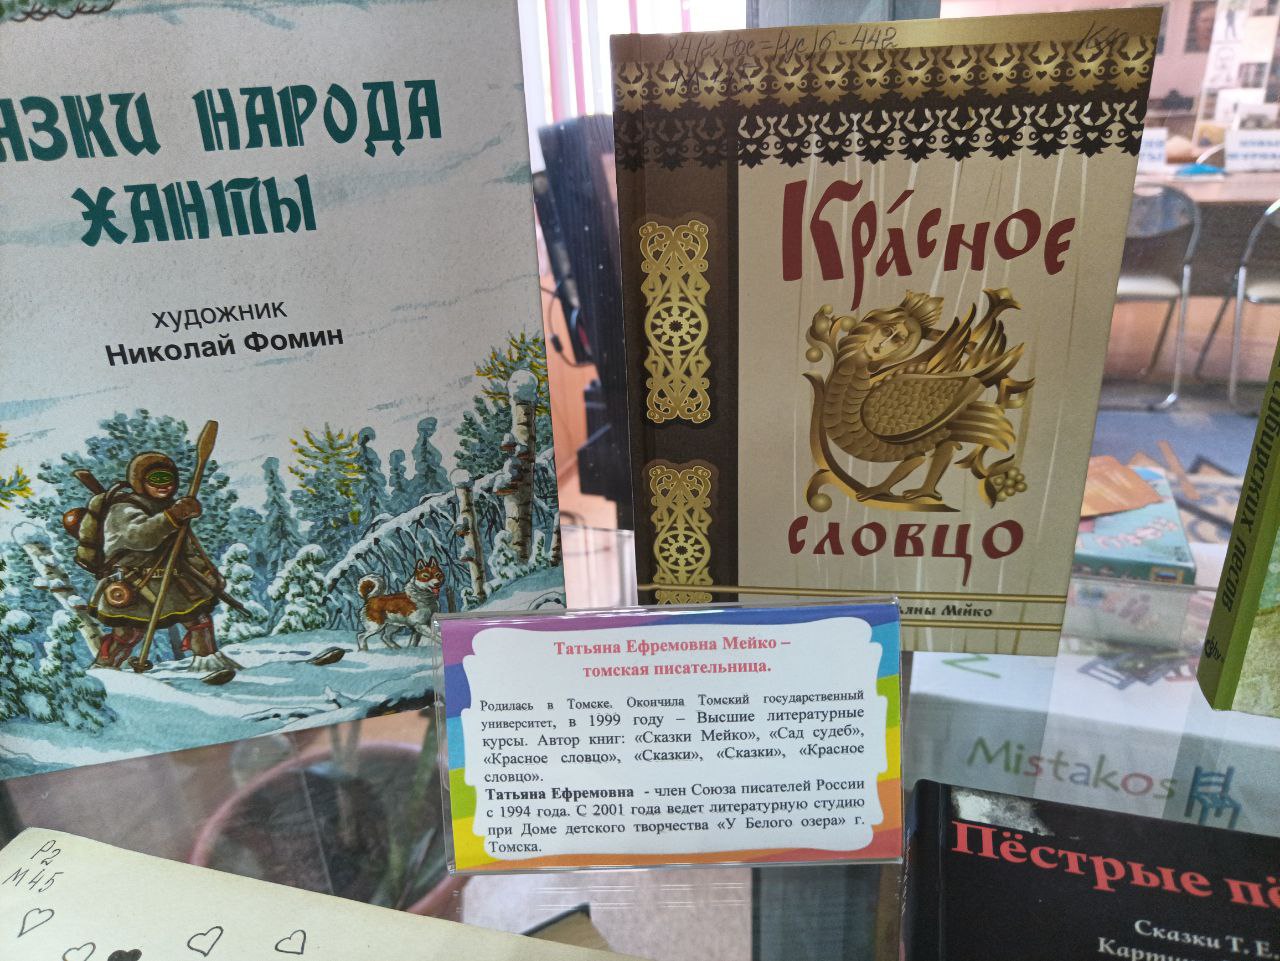 НАРОДА
ХАНТЫ
художник
Николай Фомин
Кра́сное
словцо
Мейко
Татьяна Ефремовна Мейко –
томская писательница.
Родилась в Томске. Окончила Томский государственный
университет, в 1999 году – Высшие литературные
курсы. Автор книг: «Сказки Мейко», «Сад судеб»,
«Красное словцо», «Сказки», «Сказки», «Красное
словцо».
Татьяна Ефремовна - член Союза писателей России
с 1994 года. С 2001 года ведет литературную студию
при Доме детского творчества «У Белого озера» г.
Томска.
P2
М45
Mistakos
Пёстрые
Сказки Т. Е.
песов